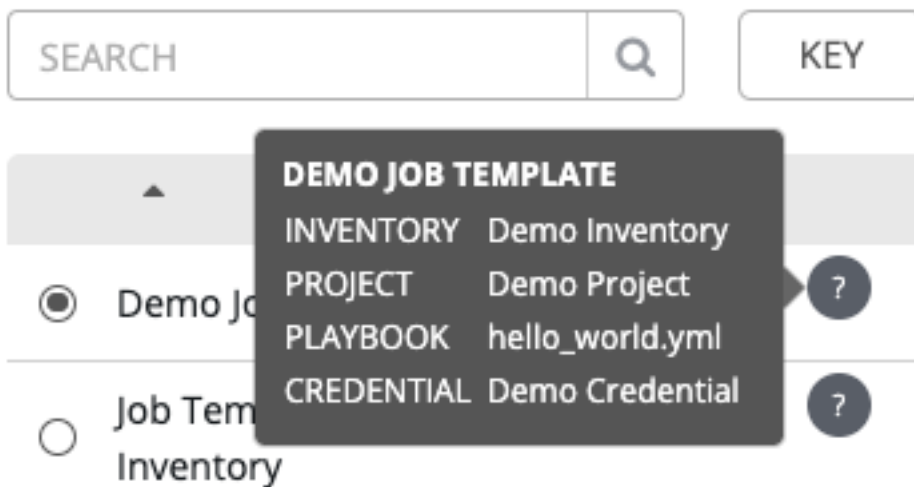 SEARCH
KEY
DEMO JOB TEMPLATE
INVENTORY Demo Inventory
PROJECT Demo Project
PLAYBOOK hello_world.yml
CREDENTIAL Demo Credential
Demo Jo
?
Job Tem
?
Inventory